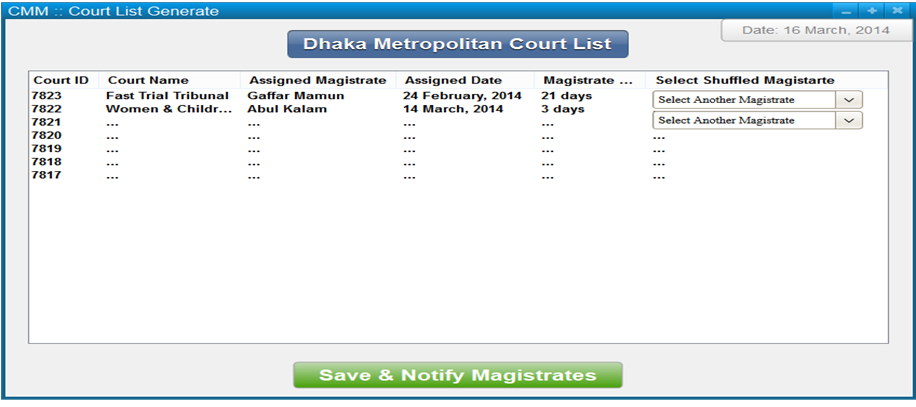 CMM :: Court List Generate
Date: 16 March, 2014
Dhaka Metropolitan Court List
Court ID Court Name Assigned Magistrate Assigned Date Magistrate ... Select Shuffled Magistarte
7823 Fast Trial Tribunal Gaffar Mamun 24 February, 2014 21 days Select Another Magistrate
7822 Women & Childr... Abul Kalam 14 March, 2014 3 days Select Another Magistrate
7821 ... ... ... ...
7820 ... ... ... ... ...
7819 ... ... ... ... ...
7818 ... ... ... ... ...
7817 ... ... ... ... ...
Save & Notify Magistrates